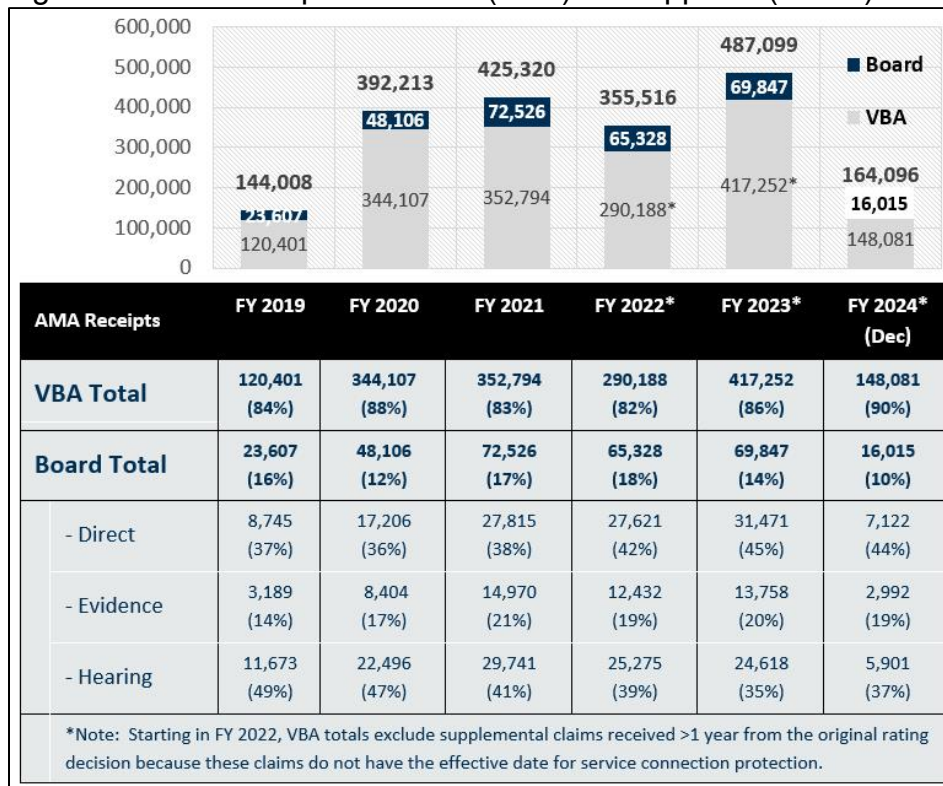 600,000
500,000
400,000
300,000
200,000
100,000
0
144,008
23,607
120,401
392,213
48,106
344,107
425,320
72,526
352,794
355,516
65,328
290,188*
487,099
69,847
417,252*
164,096
16,015
148,081
Board
VBA
AMA Receipts FY 2019 FY 2020 FY 2021 FY 2022* FY 2023* FY 2024*
(Dec)
VBA Total 120,401 344,107 352,794 290,188 417,252 148,081
(84%) (88%) (83%) (82%) (86%) (90%)
Board Total 23,607 48,106 72,526 65,328 69,847 16,015
(16%) (12%) (17%) (18%) (14%) (10%)
- Direct 8,745 17,206 27,815 27,621 31,471 7,122
(37%) (36%) (38%) (42%) (45%) (44%)
- Evidence 3,189 8,404 14,970 12,432 13,758 2,992
(14%) (17%) (21%) (19%) (20%) (19%)
- Hearing 11,673 22,496 29,741 25,275 24,618 5,901
(49%) (47%) (41%) (39%) (35%) (37%)
*Note: Starting in FY 2022, VBA totals exclude supplemental claims received >1 year from the original rating
decision because these claims do not have the effective date for service connection protection.